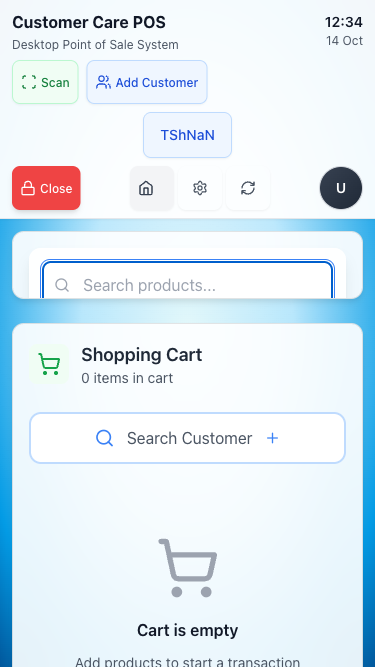 Customer Care POS
12:34
Desktop Point of Sale System
14 Oct
Scan
Add Customer
TShNaN
Close
U
Search products...
Shopping Cart
0 items in cart
Search Customer
Cart is empty
Add products to start a transaction